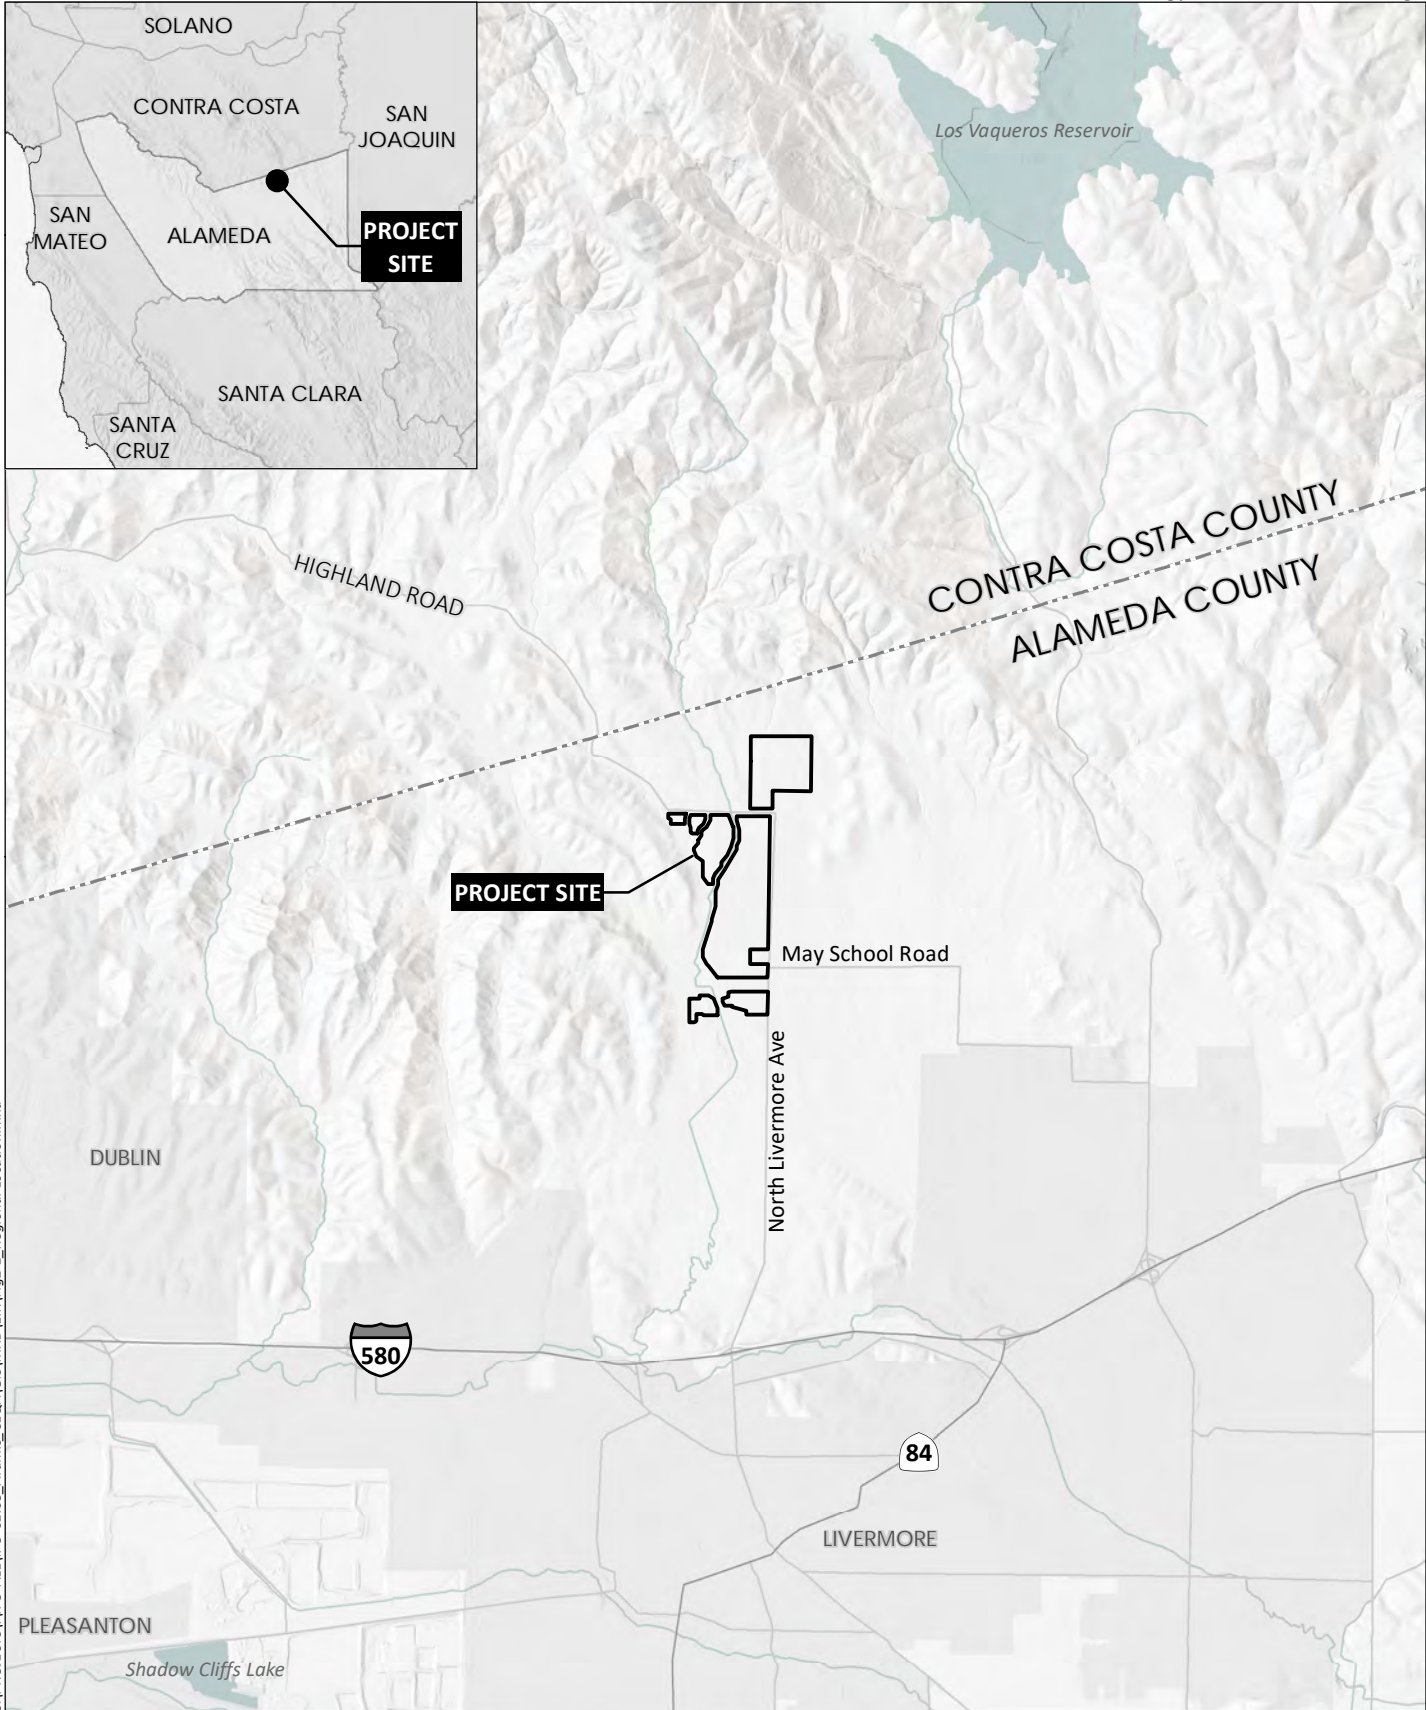 SOLANO
CONTRA COSTA
SAN
JOAQUIN
SAN
MATEO
ALAMEDA
PROJECT
SITE
SANTA CLARA
SANTA
CRUZ
Los Vaqueros Reservoir
HIGHLAND ROAD
CONTRA COSTA COUNTY
ALAMEDA COUNTY
PROJECT SITE
May School Road
North Livermore Ave
DUBLIN
580
84
LIVERMORE
PLEASANTON
Shadow Cliffs Lake